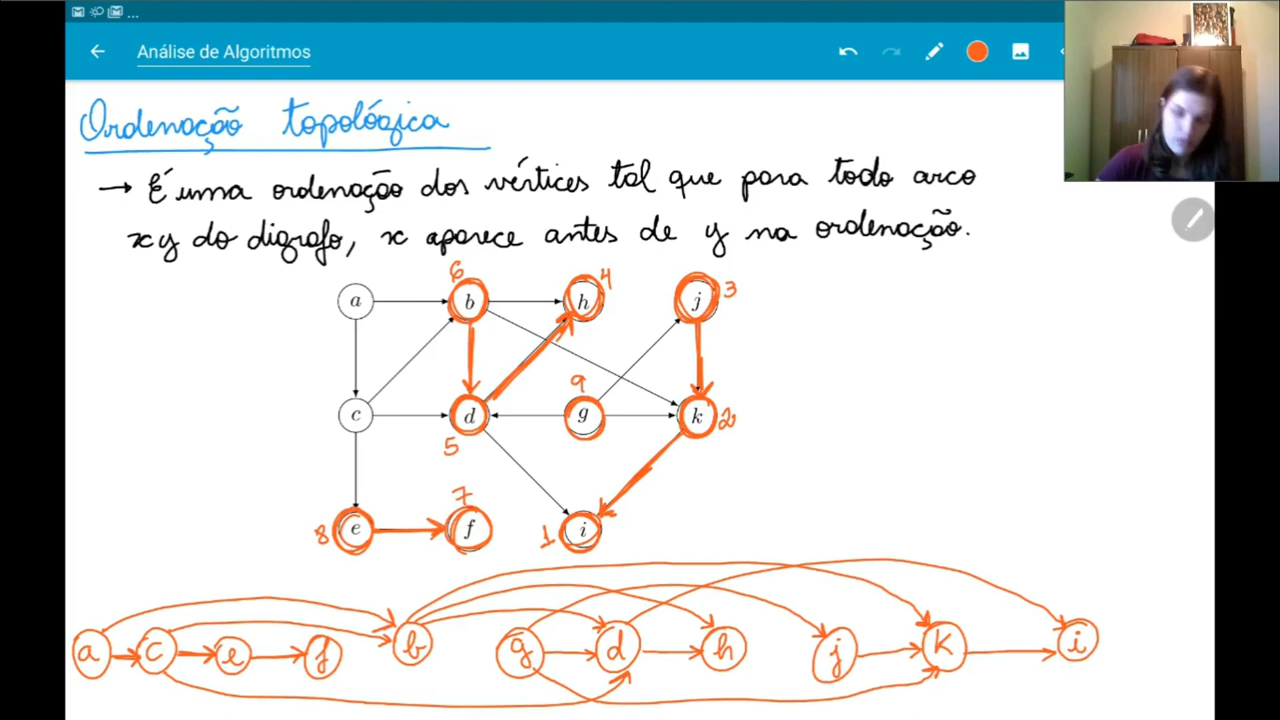 ...
Análise de Algoritmos
Ordenação topológica
→ É uma ordenação dos vértices tal que para todo arco
xy do digrafo, x aparece antes de y na ordenação.
6 4
a b h j 3
9
c d g k 2
5
7
8 e f 1 i
a c e f b g d h j k i